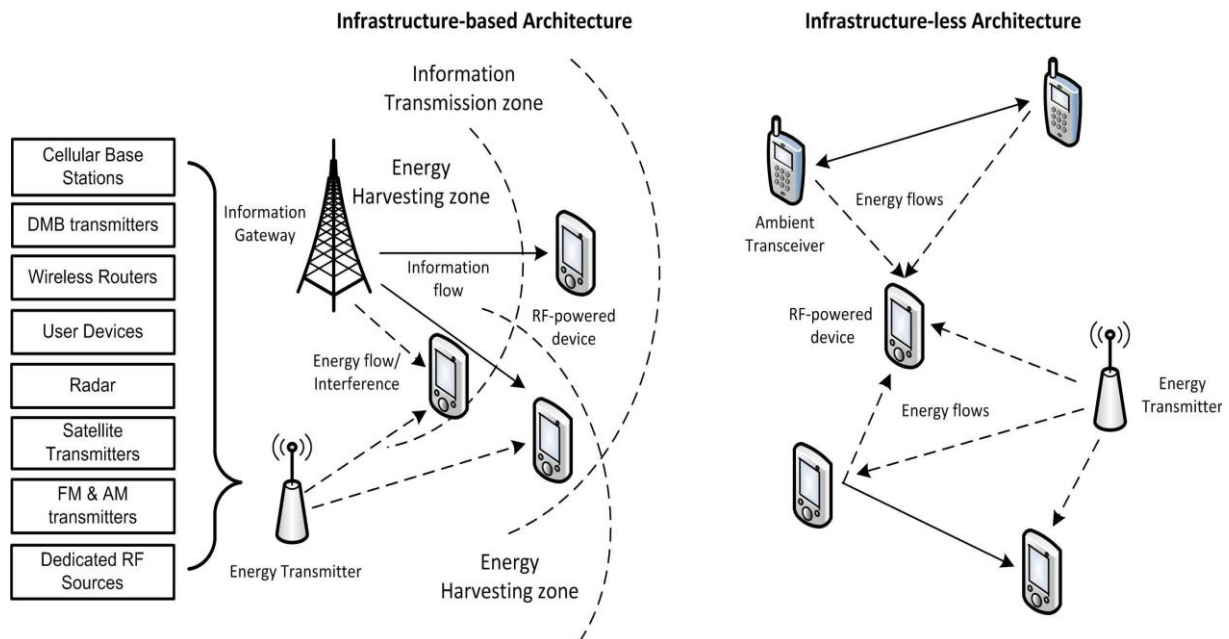 Infrastructure-based Architecture
Infrastructure-less Architecture
Cellular Base
Stations
DMB transmitters
Wireless Routers
User Devices
Radar
Satellite
Transmitters
FM & AM
transmitters
Dedicated RF
Sources
Information
Transmission zone
Energy
Harvesting zone
Information
Gateway
Information
flow
RF-powered
device
Energy flow/
Interference
Energy Transmitter
Energy
Harvesting zone
Energy flows
Ambient
Transceiver
RF-powered
device
Energy
Transmitter
Energy flows